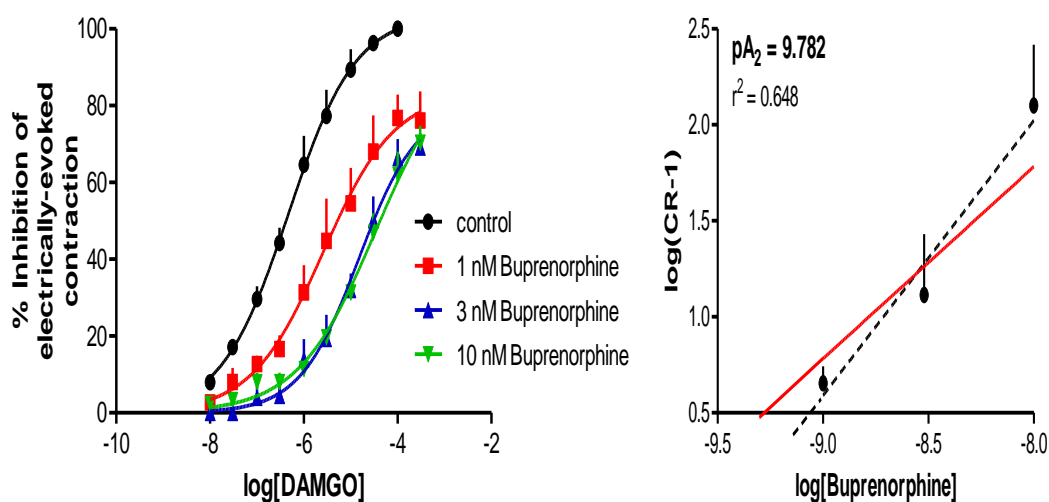 % Inhibition of
electrically-evoked
contraction
100
80
60
40
20
0
-10
-8
-6
-4
-2
log[DAMGO]
control
1 nM Buprenorphine
3 nM Buprenorphine
10 nM Buprenorphine
pA2 = 9.782
r2 = 0.648
log(CR-1)
2.5
2.0
1.5
1.0
0.5
-9.5
-9.0
-8.5
-8.0
log[Buprenorphine]